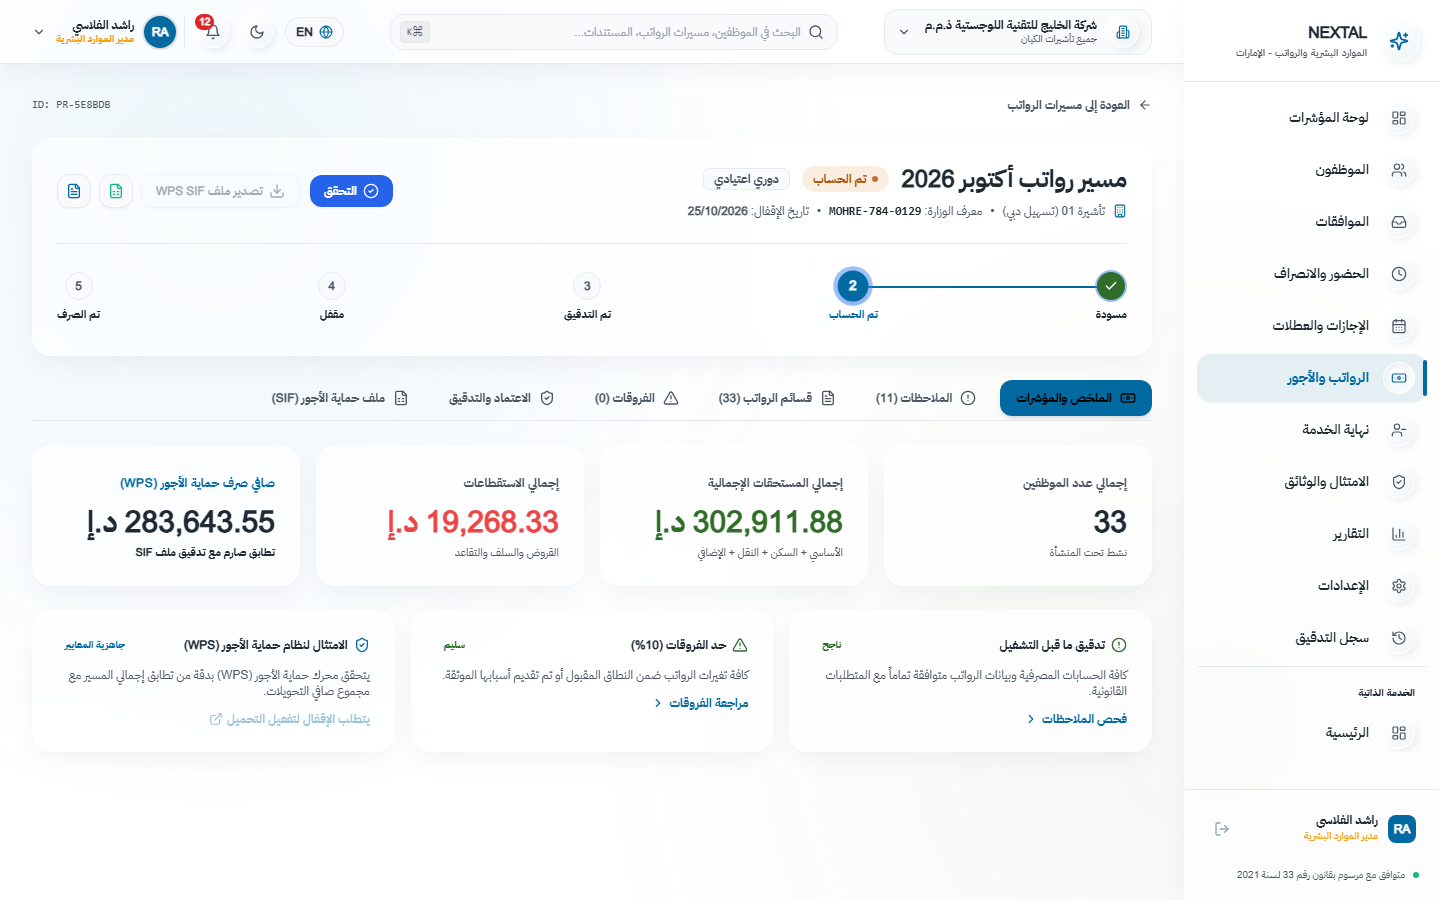 NEXTAL
الموارد البشرية والرواتب - الإمارات
لوحة المؤشرات
الموظفون
الموافقات
الحضور والانصراف
الإجازات والعطلات
الرواتب والأجور
نهاية الخدمة
الامتثال والوثائق
التقارير
الإعدادات
سجل التدقيق
الخدمة الذاتية
الرئيسية
RA
راشد الفلاسي
مدير الموارد البشرية
متوافق مع مرسوم بقانون رقم 33 لسنة 2021
شركة الخليج للتقنية اللوجستية ذ.م.م
جميع تأشيرات الكيان
البحث في الموظفين، مسيرات الرواتب، المستندات...
⌘K
EN
12
RA
راشد الفلاسي
مدير الموارد البشرية
العودة إلى مسيرات الرواتب
ID: PR-5E8BDB
مسير رواتب أكتوبر 2026
تم الحساب
دوري اعتيادي
تأشيرة 01 (تسهيل دبي) • معرف الوزارة: MOHRE-784-0129 • تاريخ الإقفال: 25/10/2026
التحقق
تصدير ملف WPS SIF
مسودة
2
تم الحساب
3
تم التدقيق
4
مقفل
5
تم الصرف
الملخص والمؤشرات
الملاحظات (11)
قسائم الرواتب (33)
الفروقات (0)
الاعتماد والتدقيق
ملف حماية الأجور (SIF)
إجمالي عدد الموظفين
33
نشط تحت المنشأة
إجمالي المستحقات الإجمالية
302,911.88 د.إ
الأساسي + السكن + النقل + الإضافي
إجمالي الاستقطاعات
19,268.33 د.إ
القروض والسلف والتقاعد
صافي صرف حماية الأجور (WPS)
283,643.55 د.إ
تطابق صارم مع تدقيق ملف SIF
تدقيق ما قبل التشغيل
ناجح
كافة الحسابات المصرفية وبيانات الرواتب متوافقة تماماً مع المتطلبات
القانونية.
فحص الملاحظات
حد الفروقات (10%)
سليم
كافة تغيرات الرواتب ضمن النطاق المقبول أو تم تقديم أسبابها الموثقة.
مراجعة الفروقات
الامتثال لنظام حماية الأجور (WPS)
جاهزية المعايير
يتحقق محرك حماية الأجور (WPS) بدقة من تطابق إجمالي المسير مع
مجموع صافي التحويلات.
يتطلب الإقفال لتفعيل التحميل